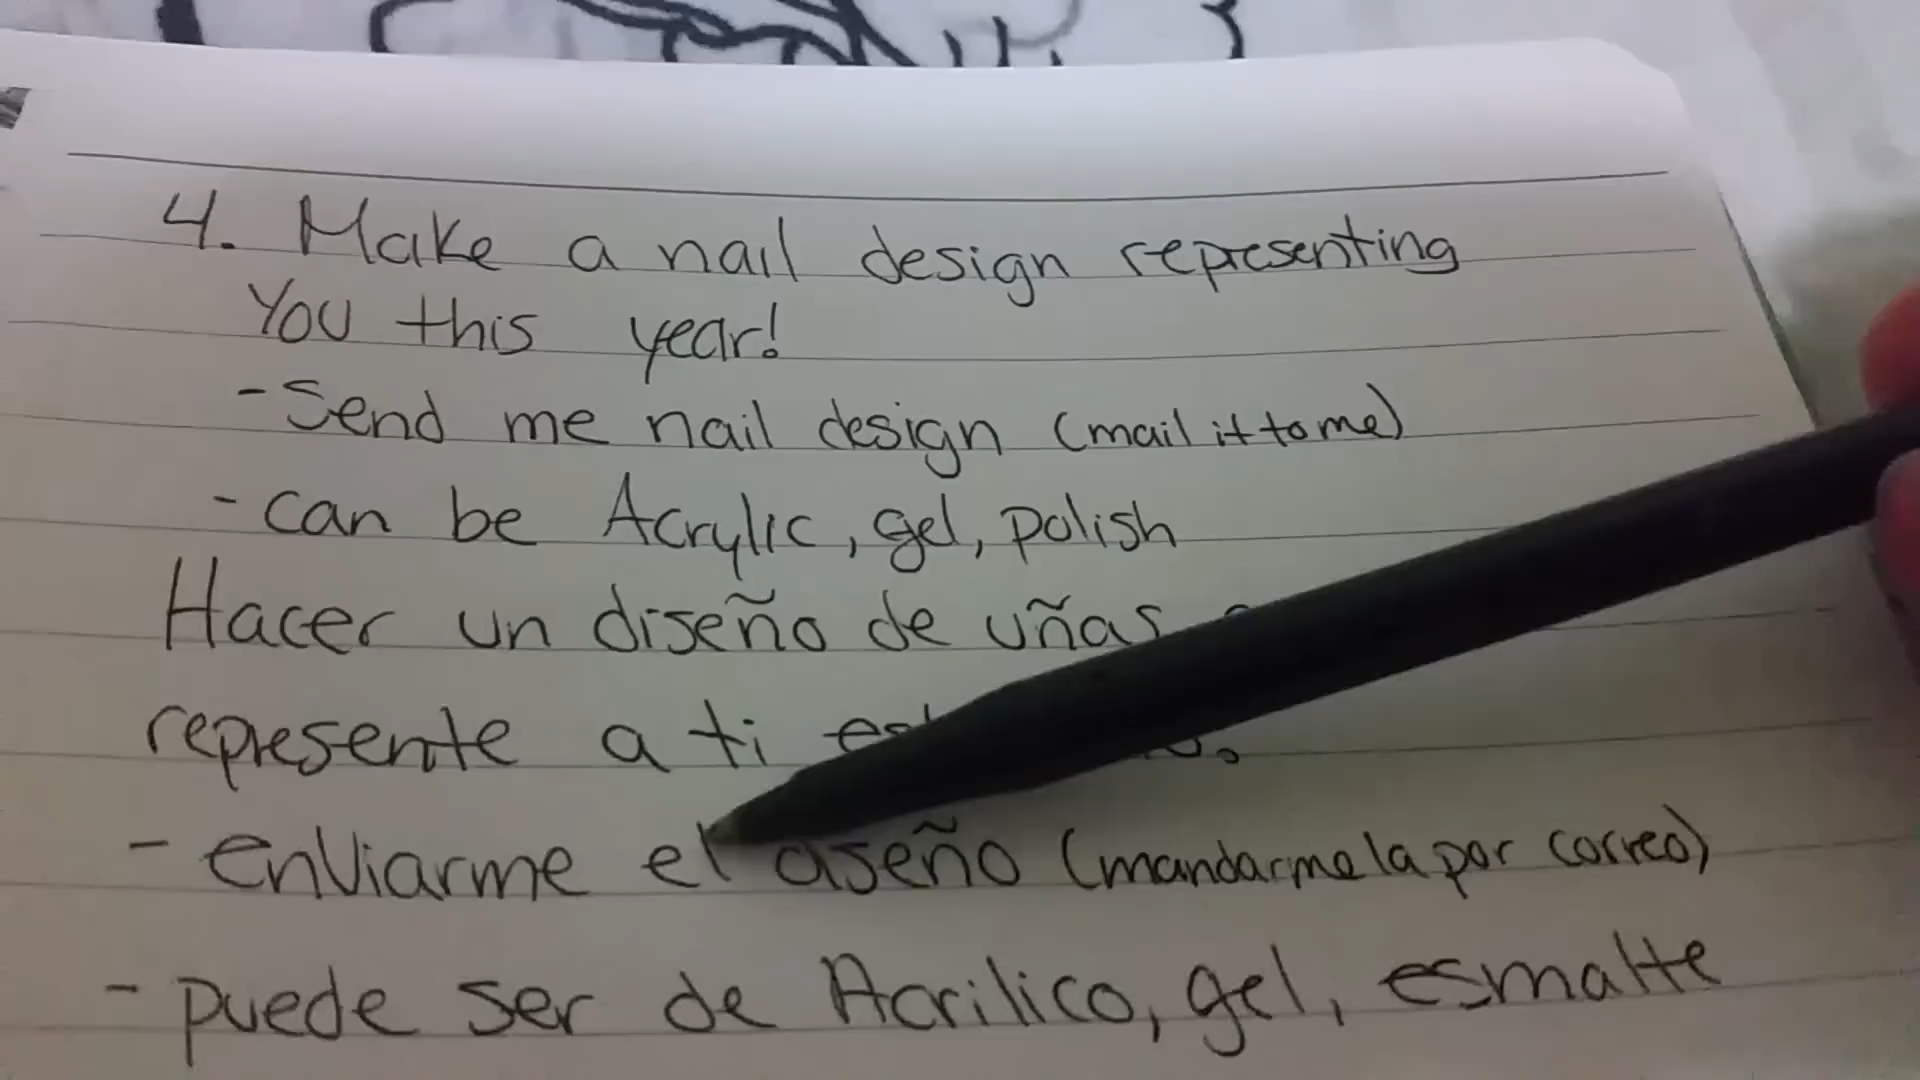 4. Make a nail design representing
You this year!
- Send me nail design (mail it to me)
- can be Acrylic, gel, polish
Hacer un diseño de uñas
represente a ti
- enviarme el (mandarmela por correo)
- puede ser de Acrilico, gel, esmalte